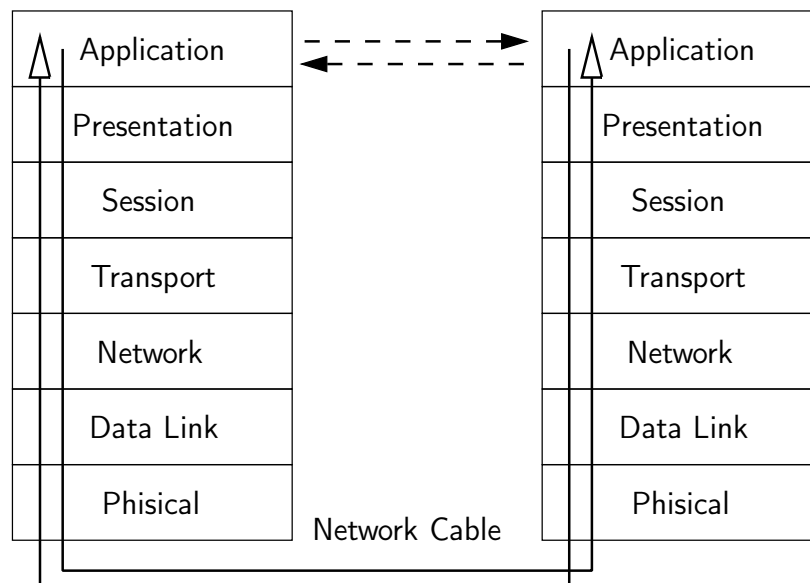 Application Application
Presentation Presentation
Session Session
Transport Transport
Network Network
Data Link Data Link
Phisical Phisical
Network Cable